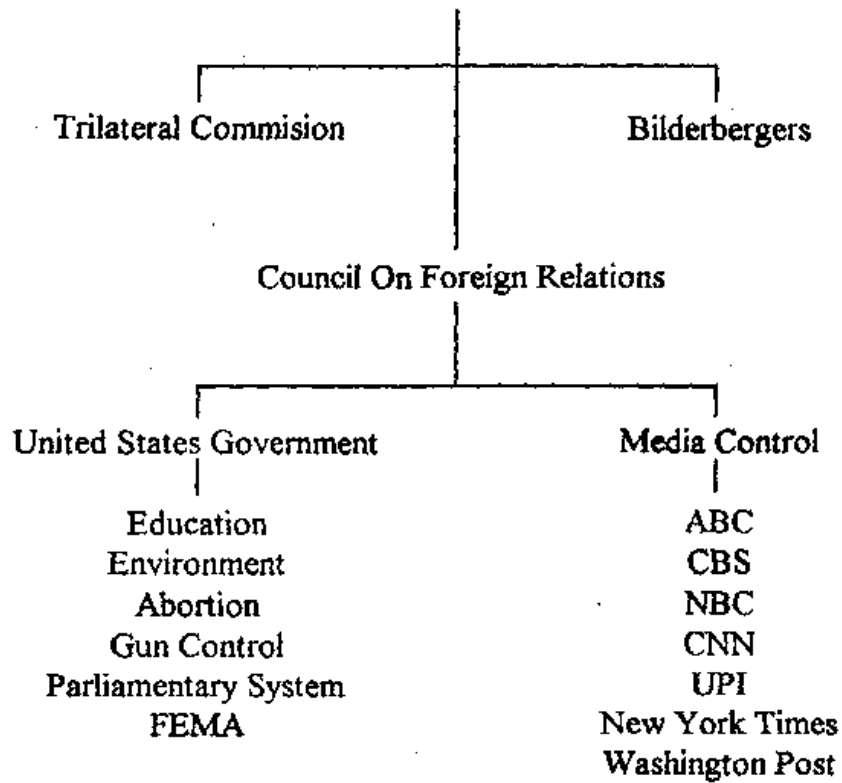 Trilateral Commision
Bilderbergers
Council On Foreign Relations
United States Government
Media Control
Education
Environment
Abortion
Gun Control
Parliamentary System
FEMA
ABC
CBS
NBC
CNN
UPI
New York Times
Washington Post